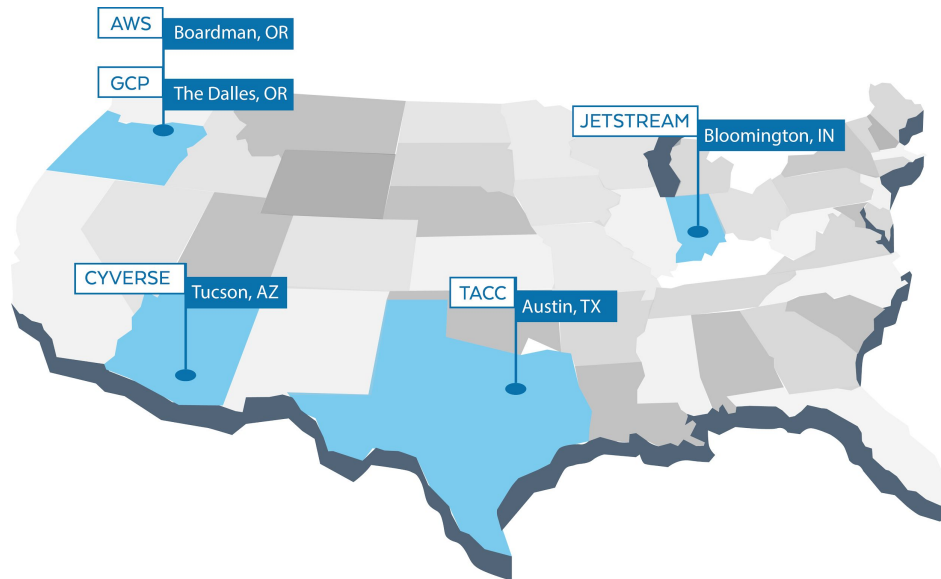 AWS
Boardman, OR
GCP
The Dalles, OR
JETSTREAM
Bloomington, IN
CYVERSE
Tucson, AZ
TACC
Austin, TX